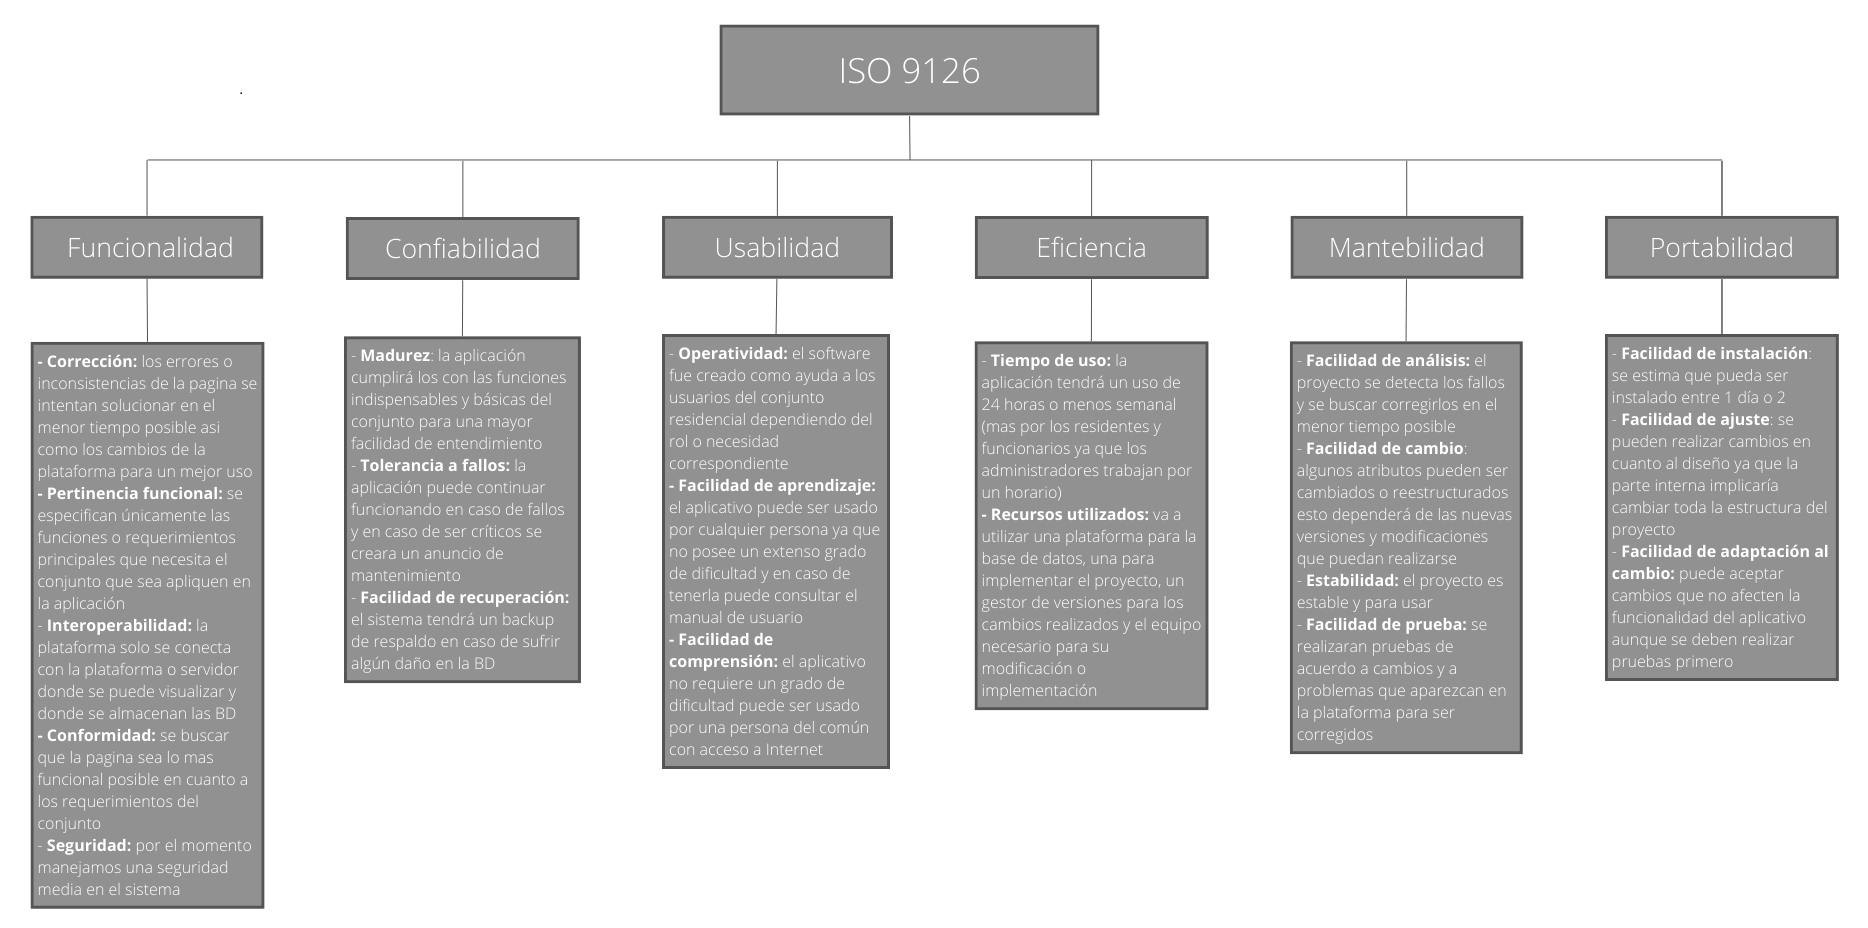 ISO 9126
.
Funcionalidad
Confiabilidad
Usabilidad
Eficiencia
Mantebilidad
Portabilidad
- Corrección: los errores o
inconsistencias de la pagina se
intentan solucionar en el
menor tiempo posible asi
como los cambios de la
plataforma para un mejor uso
- Pertinencia funcional: se
especifican únicamente las
funciones o requerimientos
principales que necesita el
conjunto que sea apliquen en
la aplicación
- Interoperabilidad: la
plataforma solo se conecta
con la plataforma o servidor
donde se puede visualizar y
donde se almacenan las BD
- Conformidad: se buscar
que la pagina sea lo mas
funcional posible en cuanto a
los requerimientos del
conjunto
- Seguridad: por el momento
manejamos una seguridad
media en el sistema
- Madurez: la aplicación
cumplirá los con las funciones
indispensables y básicas del
conjunto para una mayor
facilidad de entendimiento
- Tolerancia a fallos: la
aplicación puede continuar
funcionando en caso de fallos
y en caso de ser críticos se
creara un anuncio de
mantenimiento
- Facilidad de recuperación:
el sistema tendrá un backup
de respaldo en caso de sufrir
algún daño en la BD
- Operatividad: el software
fue creado como ayuda a los
usuarios del conjunto
residencial dependiendo del
rol o necesidad
correspondiente
- Facilidad de aprendizaje:
el aplicativo puede ser usado
por cualquier persona ya que
no posee un extenso grado
de dificultad y en caso de
tenerla puede consultar el
manual de usuario
- Facilidad de
comprensión: el aplicativo
no requiere un grado de
dificultad puede ser usado
por una persona del común
con acceso a Internet
- Tiempo de uso: la
aplicación tendrá un uso de
24 horas o menos semanal
(mas por los residentes y
funcionarios ya que los
administradores trabajan por
un horario)
- Recursos utilizados: va a
utilizar una plataforma para la
base de datos, una para
implementar el proyecto, un
gestor de versiones para los
cambios realizados y el equipo
necesario para su
modificación o
implementación
- Facilidad de análisis: el
proyecto se detecta los fallos
y se buscar corregirlos en el
menor tiempo posible
- Facilidad de cambio:
algunos atributos pueden ser
cambiados o reestructurados
esto dependerá de las nuevas
versiones y modificaciones
que puedan realizarse
- Estabilidad: el proyecto es
estable y para usar
- Facilidad de prueba: se
realizaran pruebas de
acuerdo a cambios y a
problemas que aparezcan en
la plataforma para ser
corregidos
- Facilidad de instalación:
se estima que pueda ser
instalado entre 1 día o 2
- Facilidad de ajuste: se
pueden realizar cambios en
cuanto al diseño ya que la
parte interna implicaría
cambiar toda la estructura del
proyecto
- Facilidad de adaptación al
cambio: puede aceptar
cambios que no afecten la
funcionalidad del aplicativo
aunque se deben realizar
pruebas primero